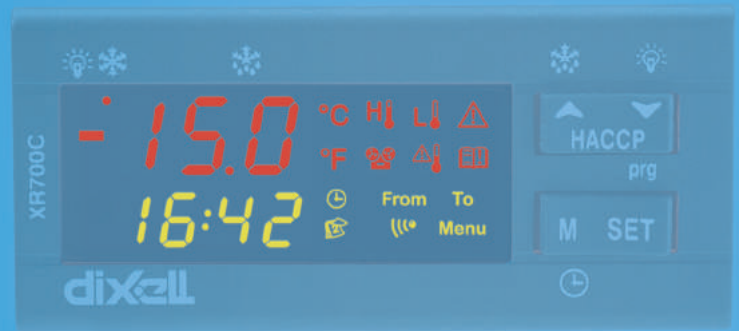 -15.0 °C H L
°F
16:42 From To
Menu
XR700C
dixell
HACCP
prg
M SET